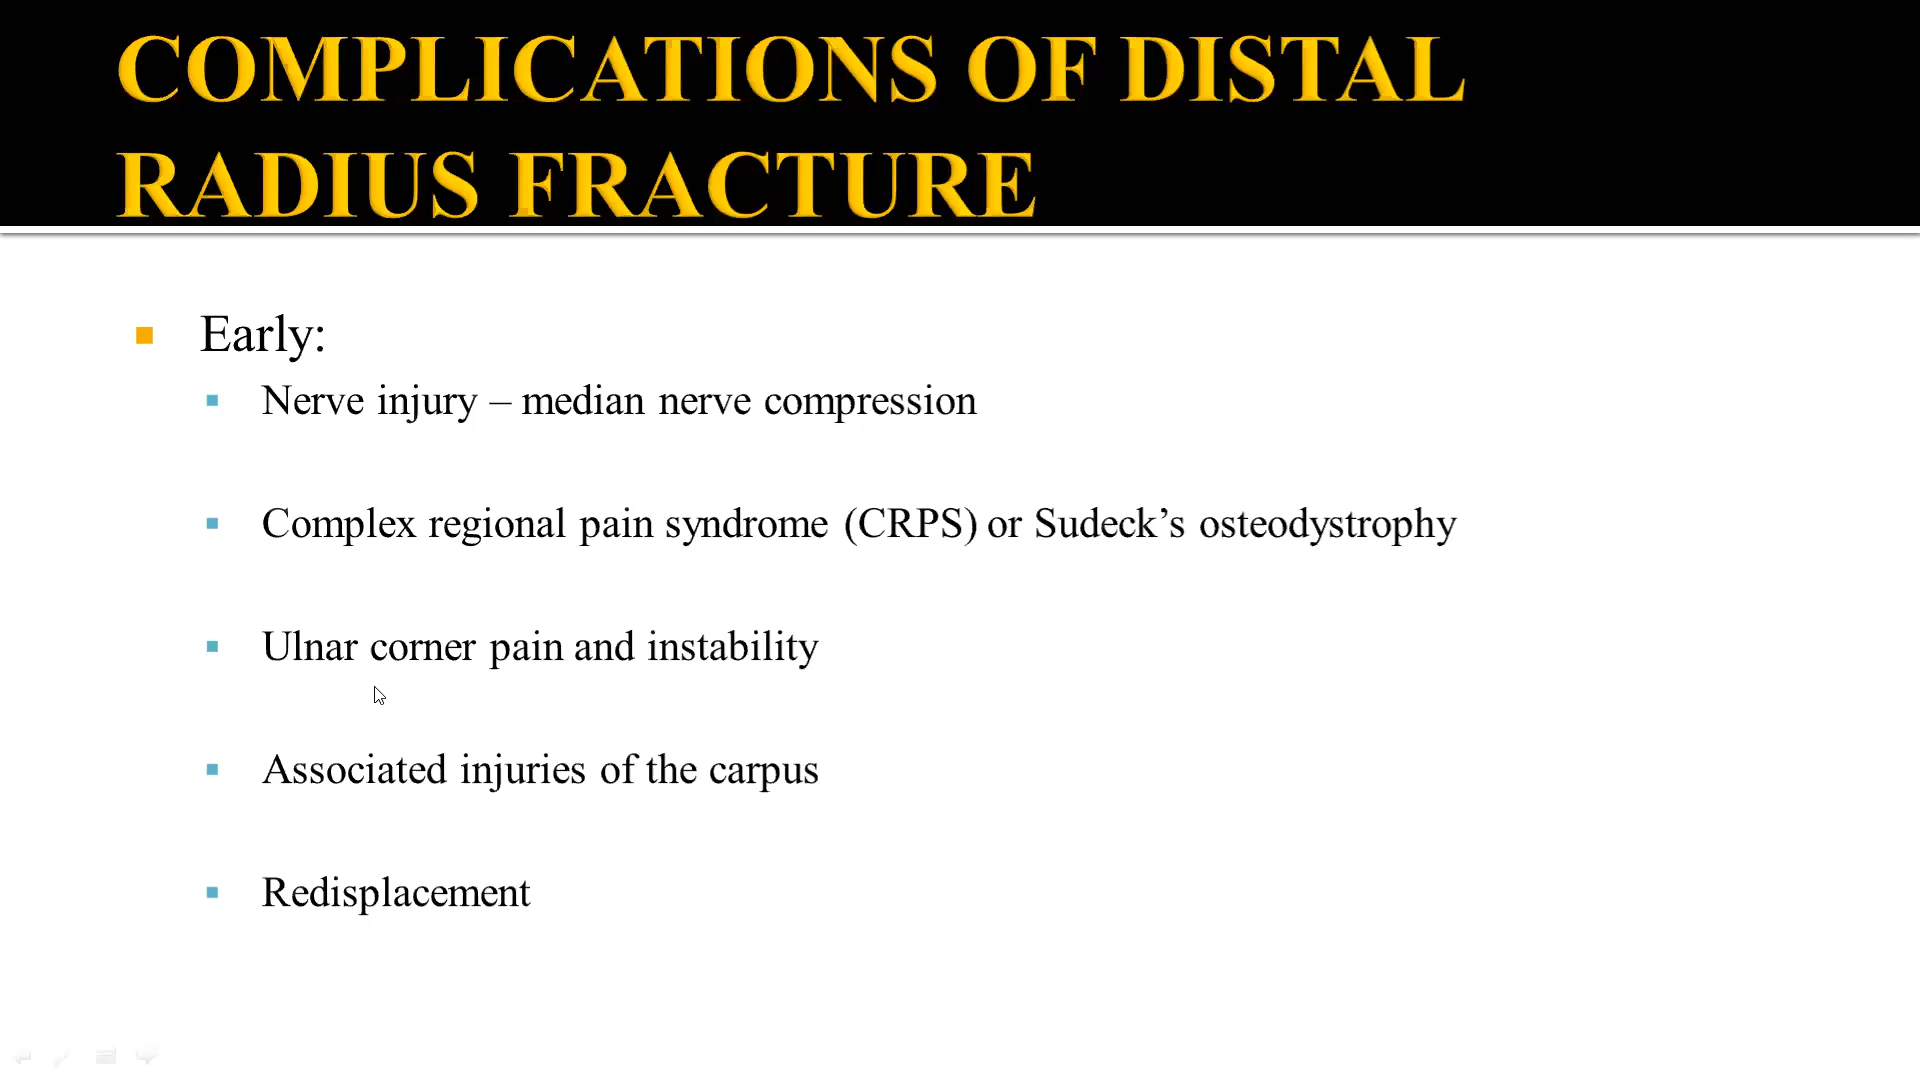 COMPLICATIONS OF DISTAL
RADIUS FRACTURE
Early:
Nerve injury – median nerve compression
Complex regional pain syndrome (CRPS) or Sudeck’s osteodystrophy
Ulnar corner pain and instability
Associated injuries of the carpus
Redisplacement